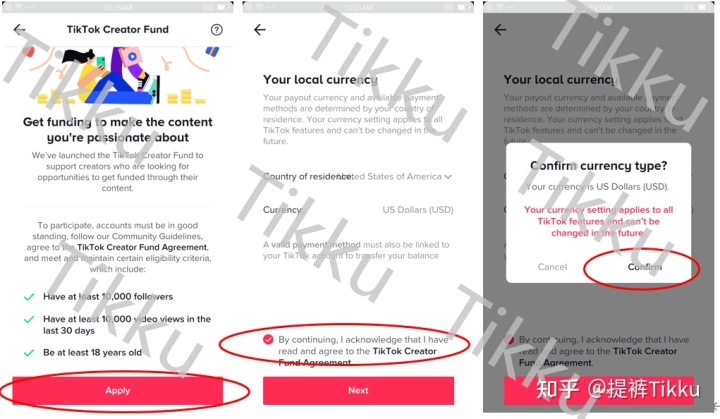 10:15AM
TikTok Creator Fund
Get funding to make the content
you're passionate about
We've launched the TikTok Creator Fund to
support creators who are looking for
opportunities to get funded through their
content.
To participate, accounts must be in good
standing, follow our Community Guidelines,
agree to the TikTok Creator Fund Agreement,
and meet and maintain certain eligibility criteria,
which include:
Have at least 10,000 followers
Have at least 10,000 video views in the
last 30 days
Be at least 18 years old
Apply
Tikku
Tikku
10:21AM
Your local currency
Your payout currency and available payment
methods are determined by your country of
residence. Your currency setting applies to all
TikTok features and can't be changed in the
future.
Country of residence: United States of America
Currency: US Dollars (USD)
A valid payment method must also be linked to
your TikTok account to transfer your balance
By continuing, I acknowledge that I have
read and agree to the TikTok Creator
Fund Agreement.
Next
Tikku
Tikku
Tikku
10:21AM
Your local currency
Your payout currency and available payment
methods are determined by your country of
residence. Your currency setting applies to all
TikTok features and can't be changed in the
future.
Confirm currency type?
Your currency is US Dollars (USD).
Your currency setting applies to all
TikTok features and can't be
changed in the future.
Cancel
Confirm
By continuing, I acknowledge that I have
read and agree to the TikTok Creator
Fund Agreement.
Tikku
Tikku
Tikku
知乎 @提裤Tikku